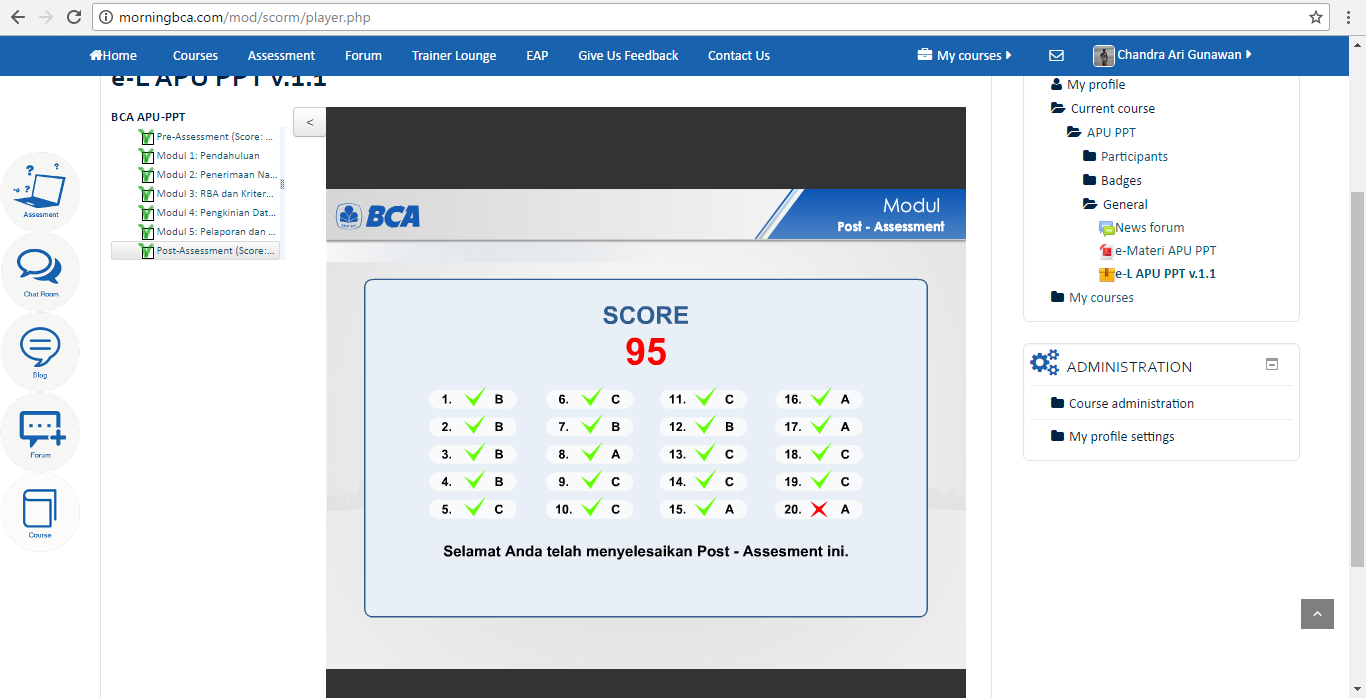 morningbca.com/mod/scorm/player.php
Home Courses Assessment Forum Trainer Lounge EAP Give Us Feedback Contact Us My courses Chandra Ari Gunawan
e-L APU PPT v.1.1
BCA APU-PPT
Pre-Assessment (Score: ...
Modul 1: Pendahuluan
Modul 2: Penerimaan Na...
Modul 3: RBA dan Kriter...
Modul 4: Pengkinian Dat...
Modul 5: Pelaporan dan ...
Post-Assessment (Score:...
<
Assesment
Chat Room
Blog
Forum
Course
BCA
Modul
Post - Assessment
SCORE
95
1. B 6. C 11. C 16. A
2. B 7. B 12. B 17. A
3. B 8. A 13. C 18. C
4. B 9. C 14. C 19. C
5. C 10. C 15. A 20. A
Selamat Anda telah menyelesaikan Post - Assesment ini.
My profile
Current course
APU PPT
Participants
Badges
General
News forum
e-Materi APU PPT
e-L APU PPT v.1.1
My courses
ADMINISTRATION
Course administration
My profile settings